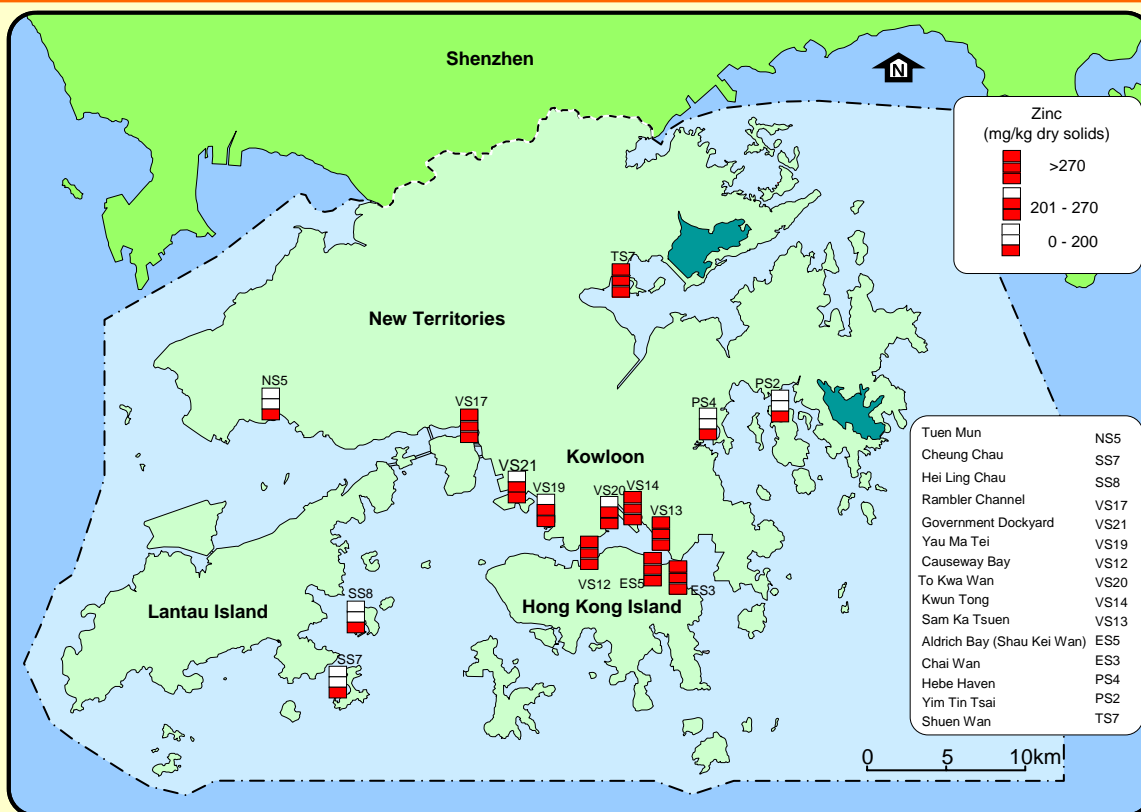 Shenzhen
N
Zinc
(mg/kg dry solids)
>270
201 - 270
0 - 200
TS7
New Territories
NS5
VS17
PS4
PS2
Kowloon
VS21
VS19
VS20
VS14
VS13
VS12
ES5
ES3
Hong Kong Island
Lantau Island
SS8
SS7
Tuen Mun NS5
Cheung Chau SS7
Hei Ling Chau SS8
Rambler Channel VS17
Government Dockyard VS21
Yau Ma Tei VS19
Causeway Bay VS12
To Kwa Wan VS20
Kwun Tong VS14
Sam Ka Tsuen VS13
Aldrich Bay (Shau Kei Wan) ES5
Chai Wan ES3
Hebe Haven PS4
Yim Tin Tsai PS2
Shuen Wan TS7
0 5 10km